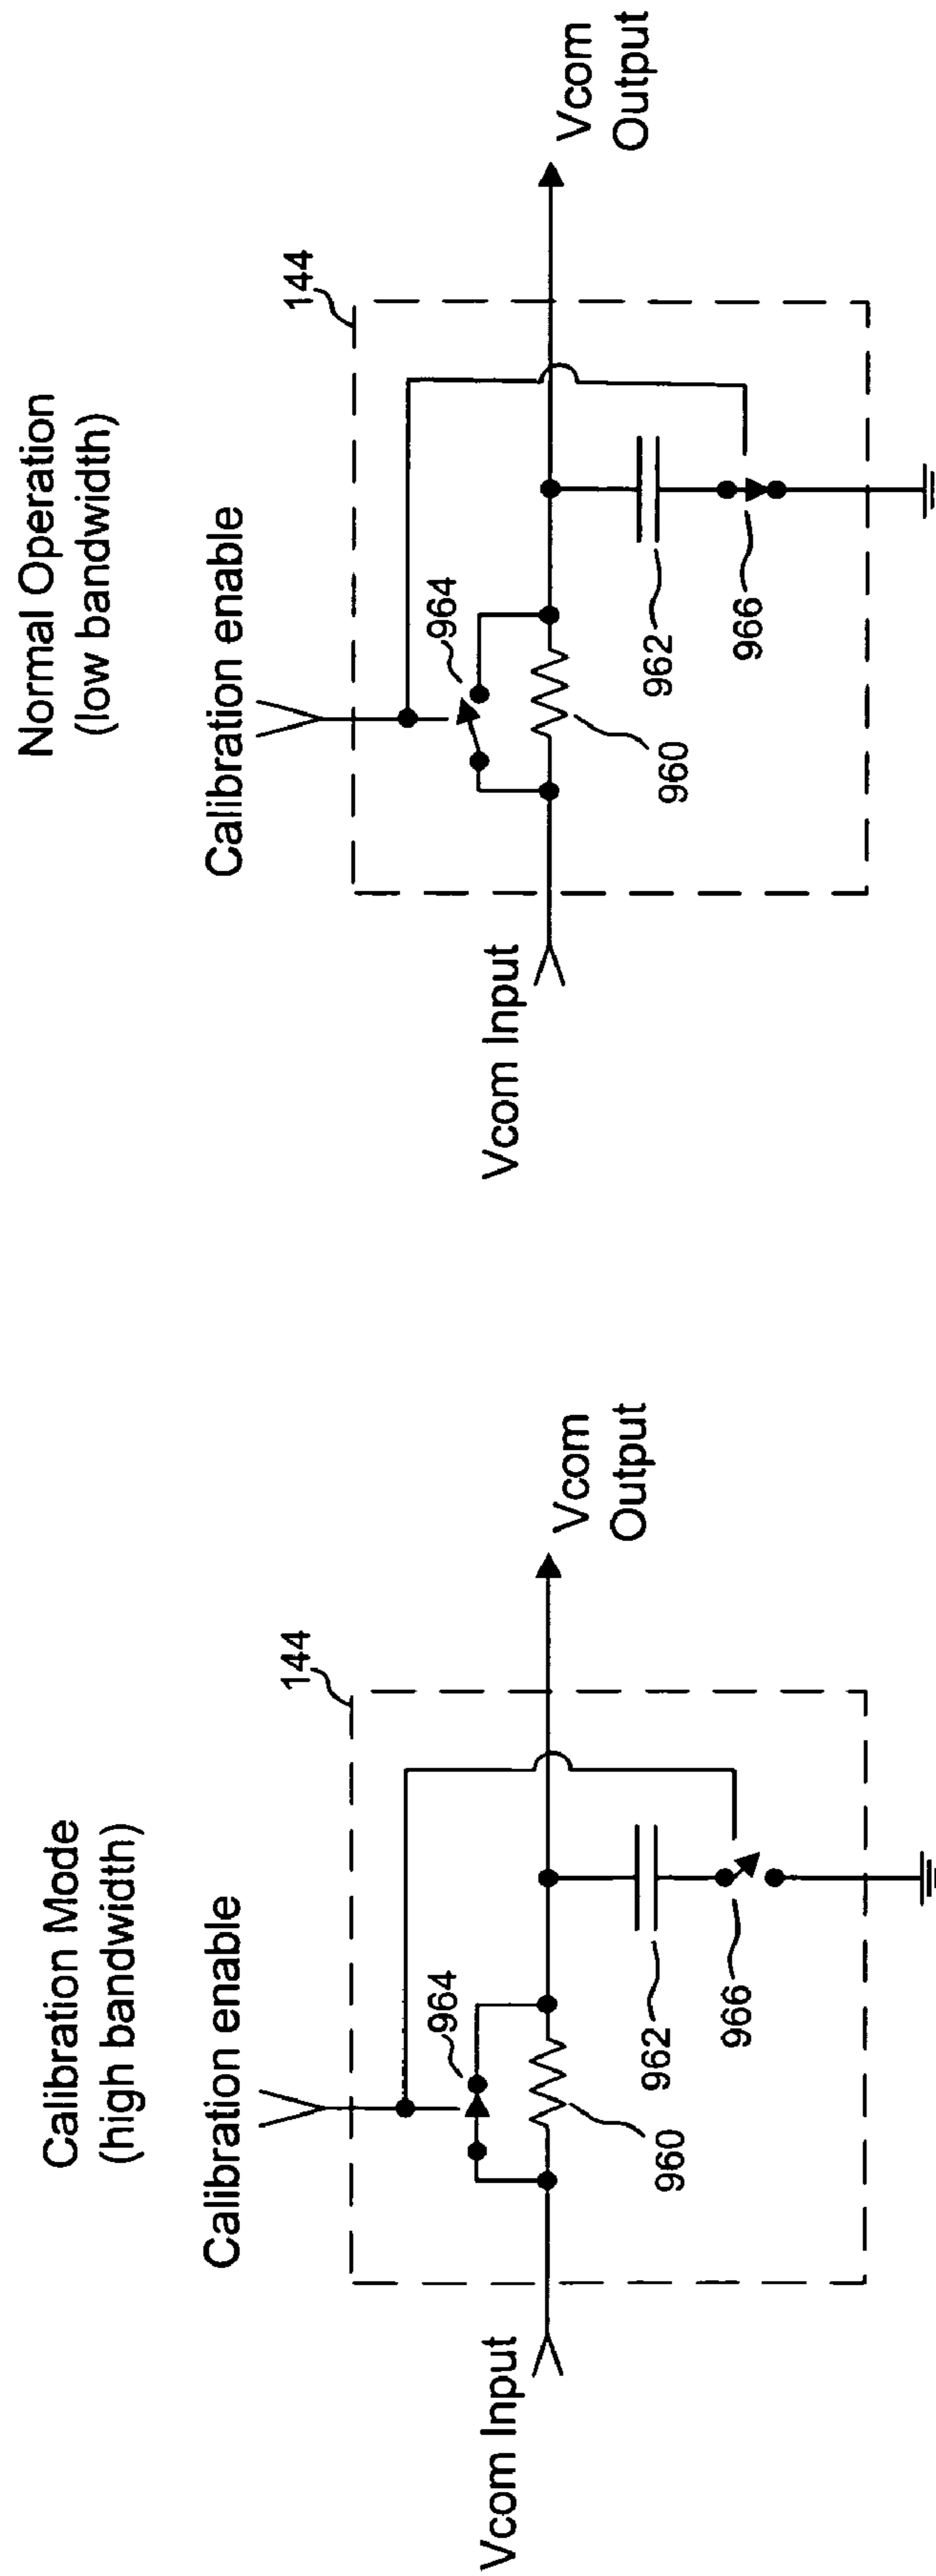 Calibration Mode
(high bandwidth)
Calibration enable
144
964
Vcom Input
Vcom
Output
960
962
966
Normal Operation
(low bandwidth)
Calibration enable
144
964
Vcom Input
Vcom
Output
960
962
966